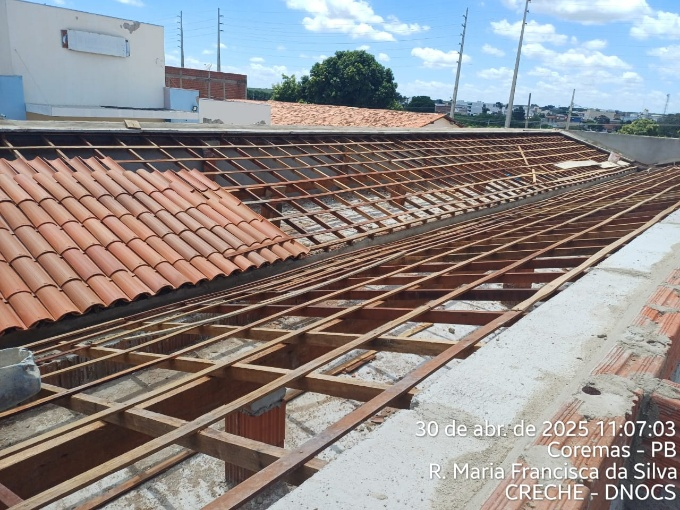 30 de abr. de 2025 11:07:03
Coremas - PB
R. Maria Francisca da Silva
CRECHE - DNOCS